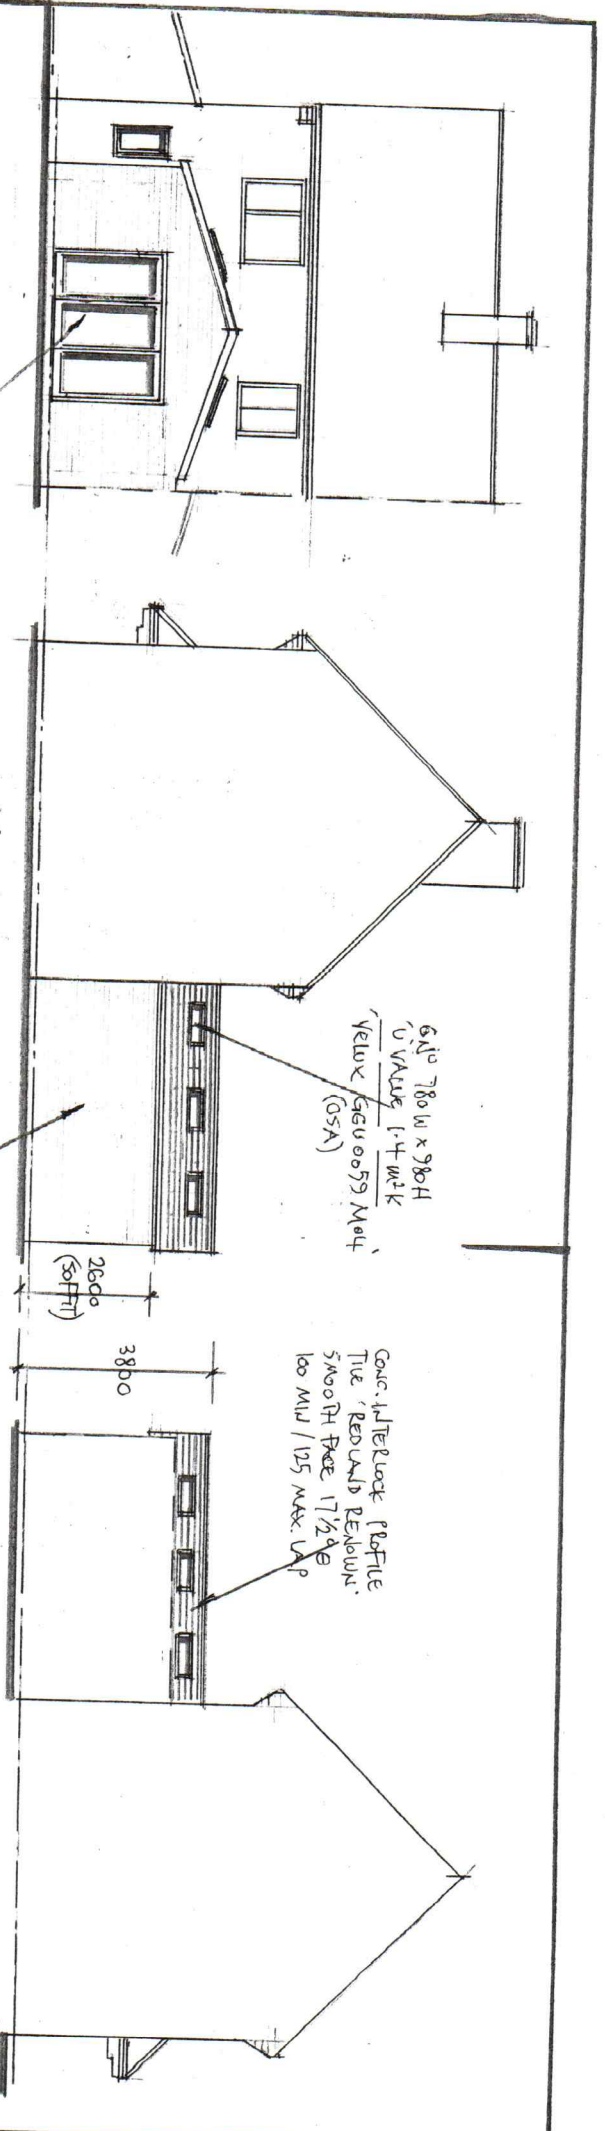 6Nº 780W x 980H
'U' VALUE 1.4 m²K
'VELUX GGU 0059 M04'
(OSA)
2600
(SOFFIT)
3800
CONC. INTERLOCK PROFILE
TILE 'REDLAND RENOWN'
SMOOTH FACE 17½°
100 MIN / 125 MAX. LAP